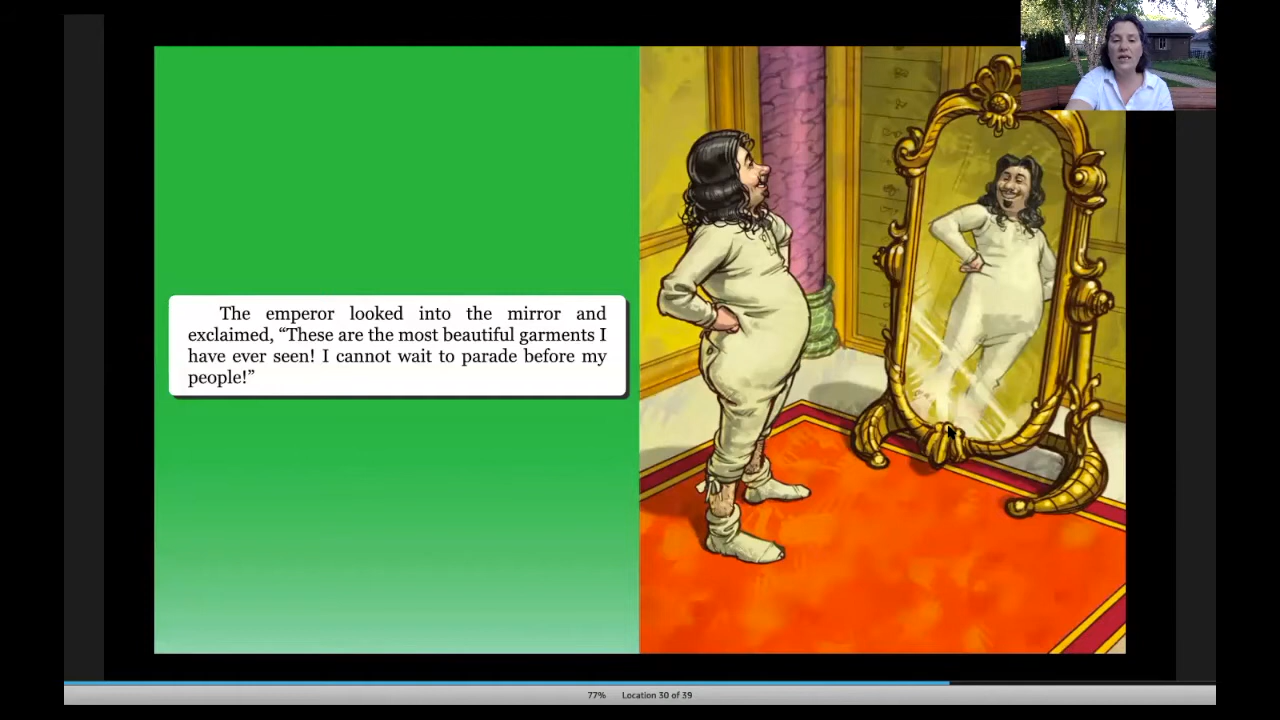 The emperor looked into the mirror and
exclaimed, “These are the most beautiful garments I
have ever seen! I cannot wait to parade before my
people!”
77% Location 30 of 39